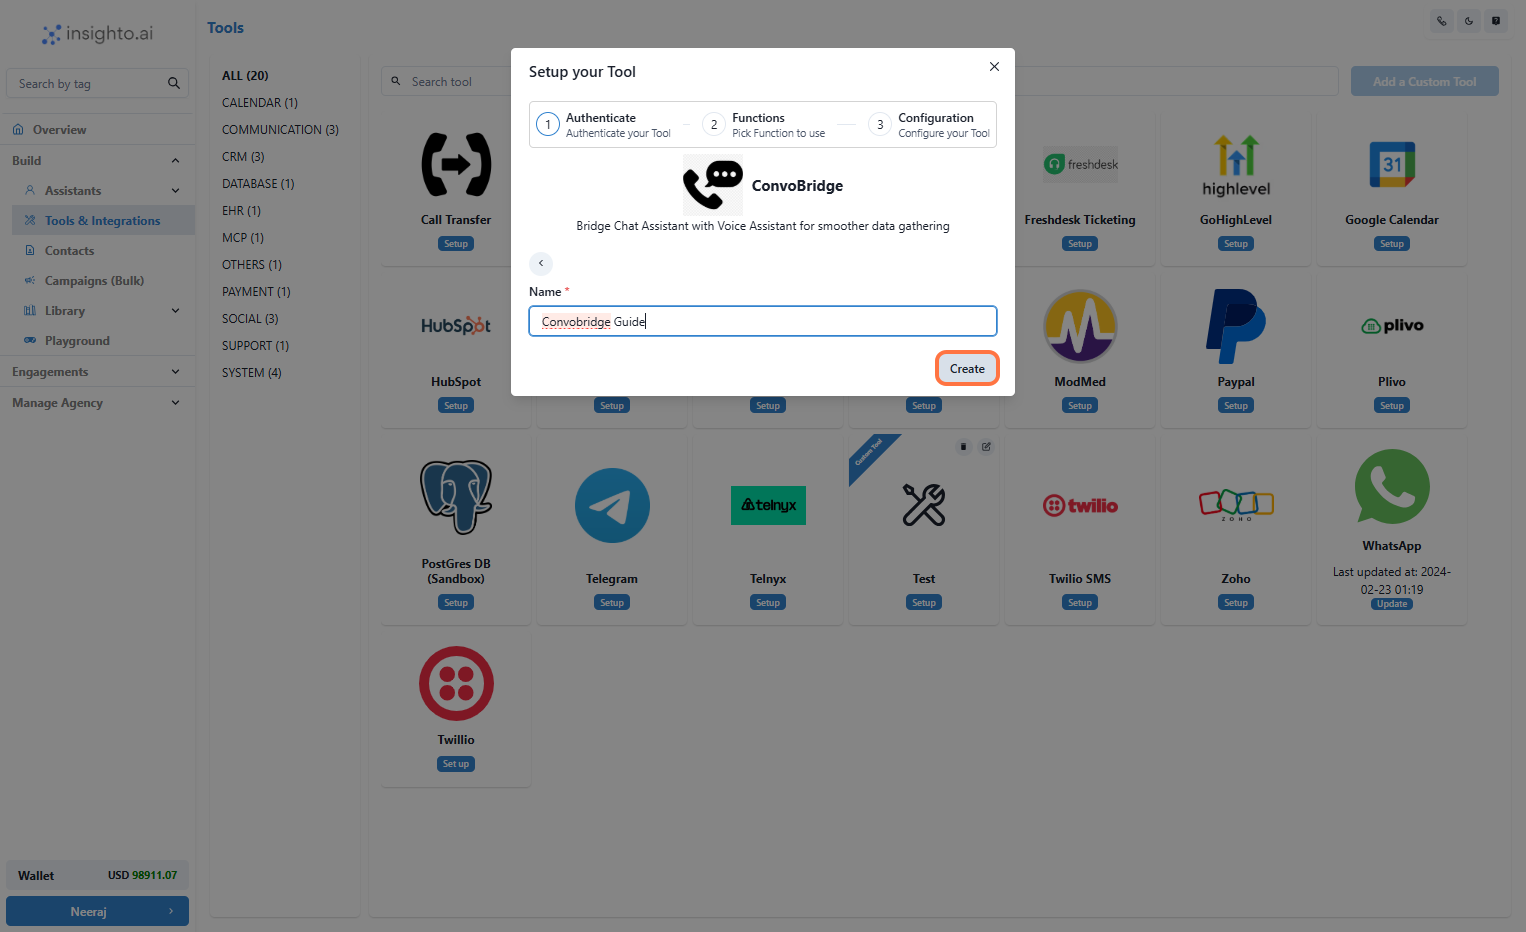 insighto.ai
Search by tag
Overview
Build
Assistants
Tools & Integrations
Contacts
Campaigns (Bulk)
Library
Playground
Engagements
Manage Agency
Wallet
USD 98911.07
Neeraj
Tools
ALL (20)
CALENDAR (1)
COMMUNICATION (3)
CRM (3)
DATABASE (1)
EHR (1)
MCP (1)
OTHERS (1)
PAYMENT (1)
SOCIAL (3)
SUPPORT (1)
SYSTEM (4)
Search tool
Add a Custom Tool
Setup your Tool
1
Authenticate
Authenticate your Tool
2
Functions
Pick Function to use
3
Configuration
Configure your Tool
ConvoBridge
Bridge Chat Assistant with Voice Assistant for smoother data gathering
Name *
Convobridge Guide
Create
Call Transfer
Setup
freshdesk
Freshdesk Ticketing
Setup
highlevel
GoHighLevel
Setup
31
Google Calendar
Setup
HubSpot
HubSpot
Setup
Setup
Setup
Setup
ModMed
Setup
Paypal
Setup
plivo
Plivo
Setup
PostGres DB
(Sandbox)
Setup
Telegram
Setup
telnyx
Telnyx
Setup
Custom Tool
Test
Setup
twilio
Twilio SMS
Setup
ZOHO
Zoho
Setup
WhatsApp
Last updated at: 2024-
02-23 01:19
Update
Twillio
Set up